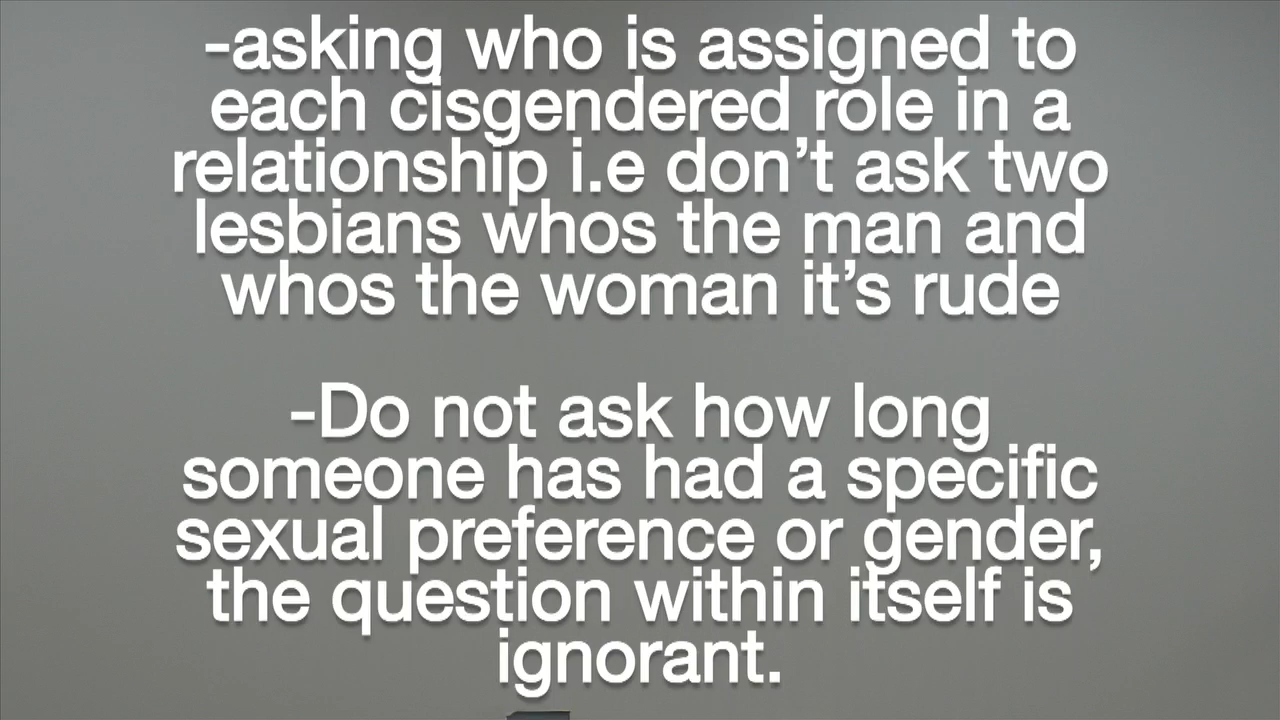 -asking who is assigned to
each cisgendered role in a
relationship i.e don’t ask two
lesbians whos the man and
whos the woman it’s rude
-Do not ask how long
someone has had a specific
sexual preference or gender,
the question within itself is
ignorant.